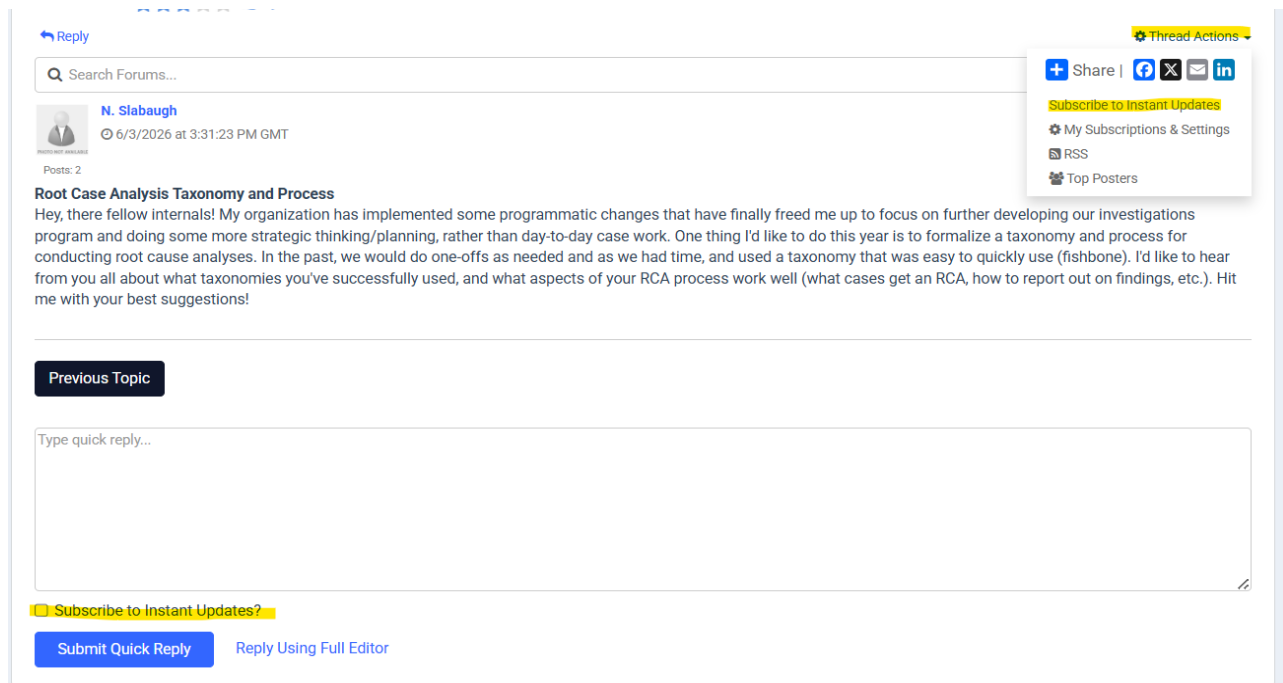 Reply
Thread Actions
Search Forums...
Share |
Subscribe to Instant Updates
My Subscriptions & Settings
RSS
Top Posters
N. Slabaugh
6/3/2026 at 3:31:23 PM GMT
PHOTO NOT AVAILABLE
Posts: 2
Root Case Analysis Taxonomy and Process
Hey, there fellow internals! My organization has implemented some programmatic changes that have finally freed me up to focus on further developing our investigations
program and doing some more strategic thinking/planning, rather than day-to-day case work. One thing I'd like to do this year is to formalize a taxonomy and process for
conducting root cause analyses. In the past, we would do one-offs as needed and as we had time, and used a taxonomy that was easy to quickly use (fishbone). I'd like to hear
from you all about what taxonomies you've successfully used, and what aspects of your RCA process work well (what cases get an RCA, how to report out on findings, etc.). Hit
me with your best suggestions!
Previous Topic
Type quick reply...
Subscribe to Instant Updates?
Submit Quick Reply
Reply Using Full Editor